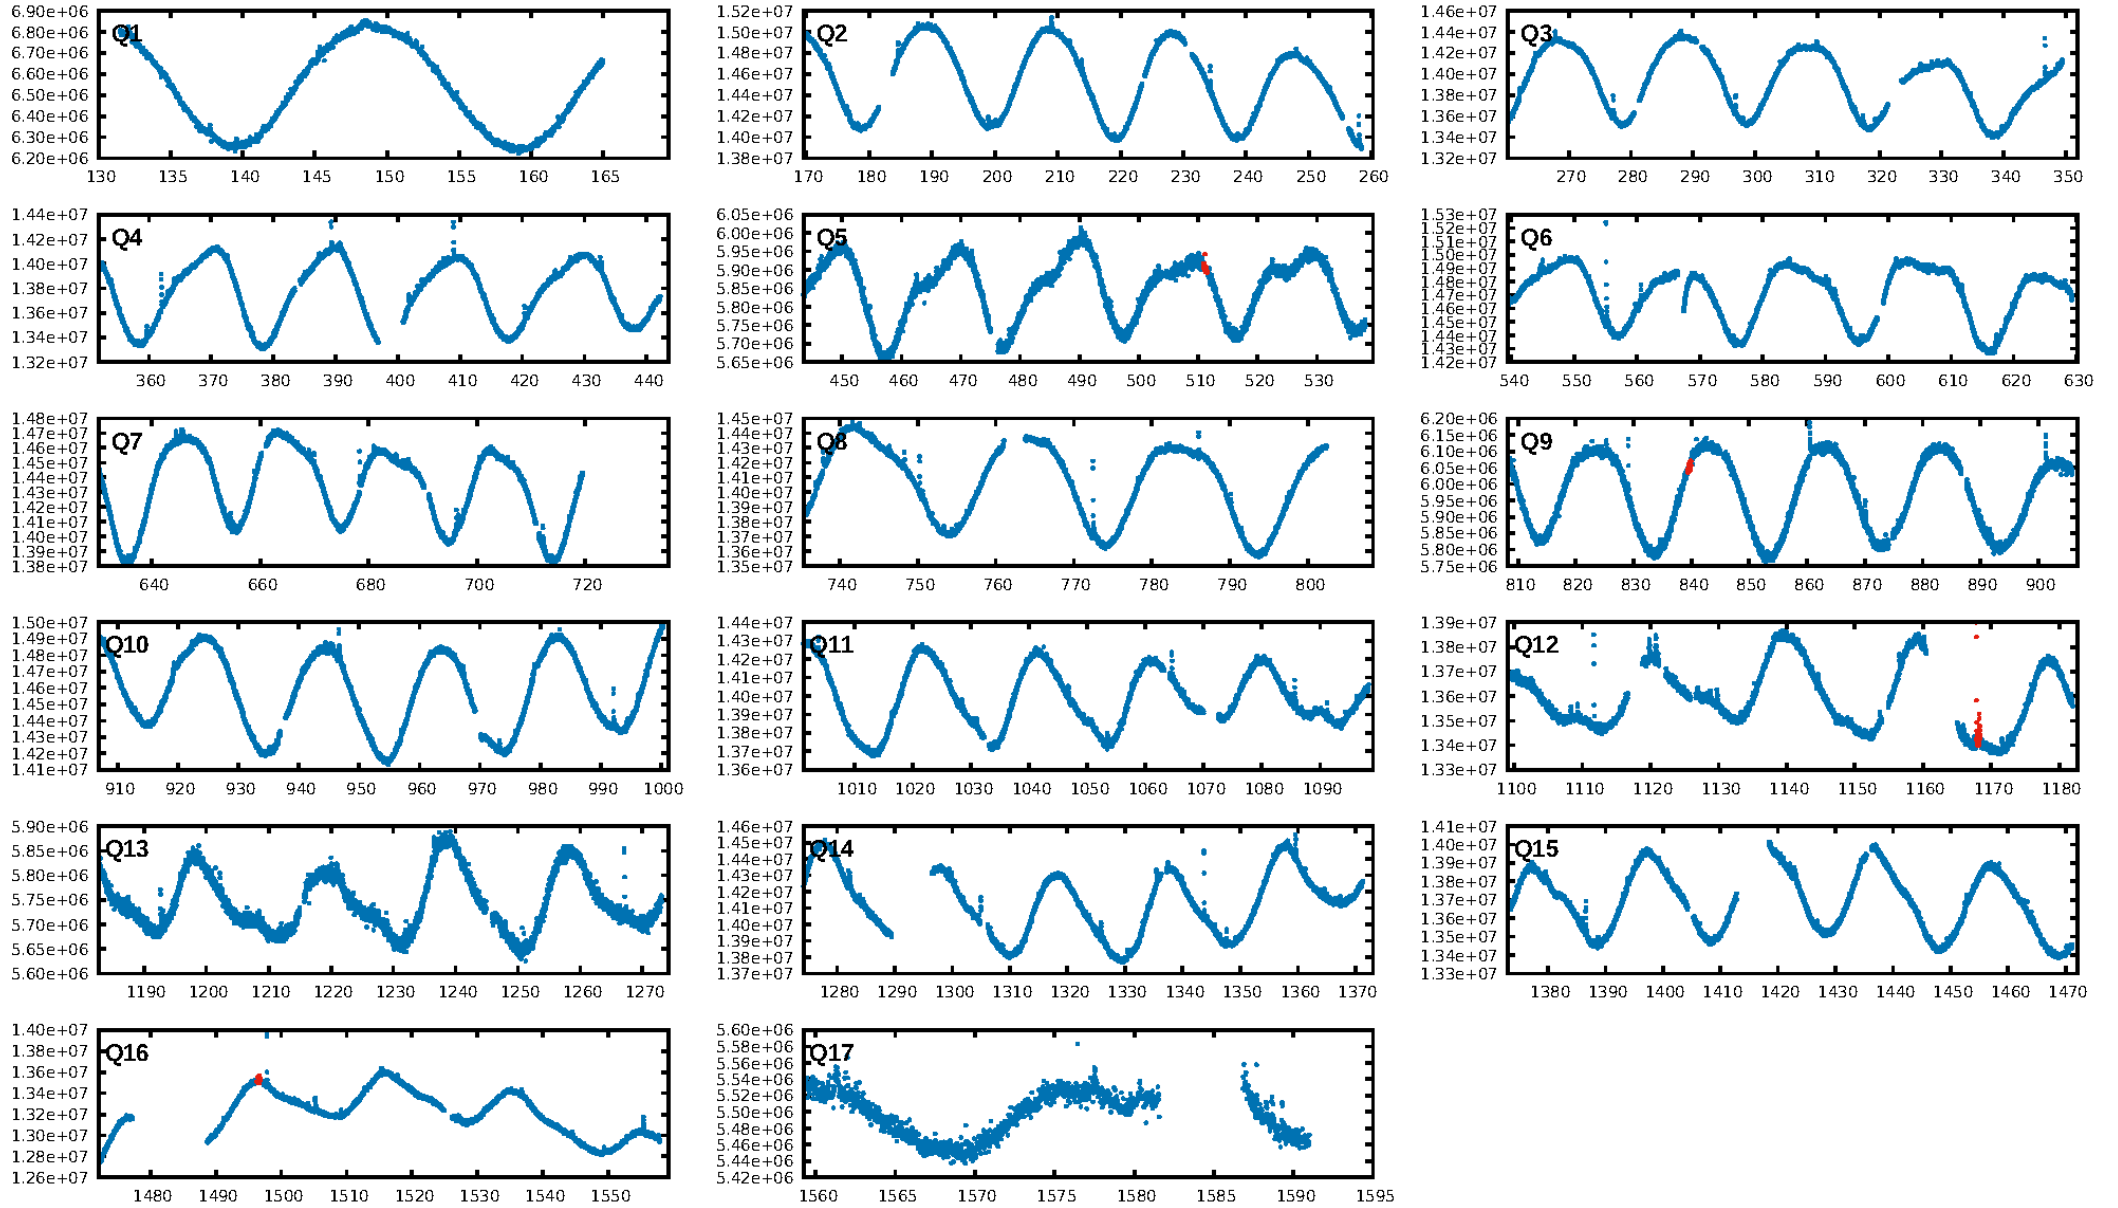 Q1
6.90e+06
6.80e+06
6.70e+06
6.60e+06
6.50e+06
6.40e+06
6.30e+06
6.20e+06
130 135 140 145 150 155 160 165
Q2
1.52e+07
1.50e+07
1.48e+07
1.46e+07
1.44e+07
1.42e+07
1.40e+07
1.38e+07
170 180 190 200 210 220 230 240 250 260
Q3
1.46e+07
1.44e+07
1.42e+07
1.40e+07
1.38e+07
1.36e+07
1.34e+07
1.32e+07
270 280 290 300 310 320 330 340 350
Q4
1.44e+07
1.42e+07
1.40e+07
1.38e+07
1.36e+07
1.34e+07
1.32e+07
360 370 380 390 400 410 420 430 440
Q5
6.05e+06
6.00e+06
5.95e+06
5.90e+06
5.85e+06
5.80e+06
5.75e+06
5.70e+06
5.65e+06
450 460 470 480 490 500 510 520 530
Q6
1.53e+07
1.52e+07
1.51e+07
1.50e+07
1.49e+07
1.48e+07
1.47e+07
1.46e+07
1.45e+07
1.44e+07
1.43e+07
1.42e+07
540 550 560 570 580 590 600 610 620 630
Q7
1.48e+07
1.47e+07
1.46e+07
1.45e+07
1.44e+07
1.43e+07
1.42e+07
1.41e+07
1.40e+07
1.39e+07
1.38e+07
640 660 680 700 720
Q8
1.45e+07
1.44e+07
1.43e+07
1.42e+07
1.41e+07
1.40e+07
1.39e+07
1.38e+07
1.37e+07
1.36e+07
1.35e+07
740 750 760 770 780 790 800
Q9
6.20e+06
6.15e+06
6.10e+06
6.05e+06
6.00e+06
5.95e+06
5.90e+06
5.85e+06
5.80e+06
5.75e+06
810 820 830 840 850 860 870 880 890 900
Q10
1.50e+07
1.49e+07
1.48e+07
1.47e+07
1.46e+07
1.45e+07
1.44e+07
1.43e+07
1.42e+07
1.41e+07
910 920 930 940 950 960 970 980 990 1000
Q11
1.44e+07
1.43e+07
1.42e+07
1.41e+07
1.40e+07
1.39e+07
1.38e+07
1.37e+07
1.36e+07
1010 1020 1030 1040 1050 1060 1070 1080 1090
Q12
1.39e+07
1.38e+07
1.37e+07
1.36e+07
1.35e+07
1.34e+07
1.33e+07
1100 1110 1120 1130 1140 1150 1160 1170 1180
Q13
5.90e+06
5.85e+06
5.80e+06
5.75e+06
5.70e+06
5.65e+06
5.60e+06
1190 1200 1210 1220 1230 1240 1250 1260 1270
Q14
1.46e+07
1.45e+07
1.44e+07
1.43e+07
1.42e+07
1.41e+07
1.40e+07
1.39e+07
1.38e+07
1.37e+07
1280 1290 1300 1310 1320 1330 1340 1350 1360 1370
Q15
1.41e+07
1.40e+07
1.39e+07
1.38e+07
1.37e+07
1.36e+07
1.35e+07
1.34e+07
1.33e+07
1380 1390 1400 1410 1420 1430 1440 1450 1460 1470
Q16
1.40e+07
1.38e+07
1.36e+07
1.34e+07
1.32e+07
1.30e+07
1.28e+07
1.26e+07
1480 1490 1500 1510 1520 1530 1540 1550
Q17
5.60e+06
5.58e+06
5.56e+06
5.54e+06
5.52e+06
5.50e+06
5.48e+06
5.46e+06
5.44e+06
5.42e+06
1560 1565 1570 1575 1580 1585 1590 1595